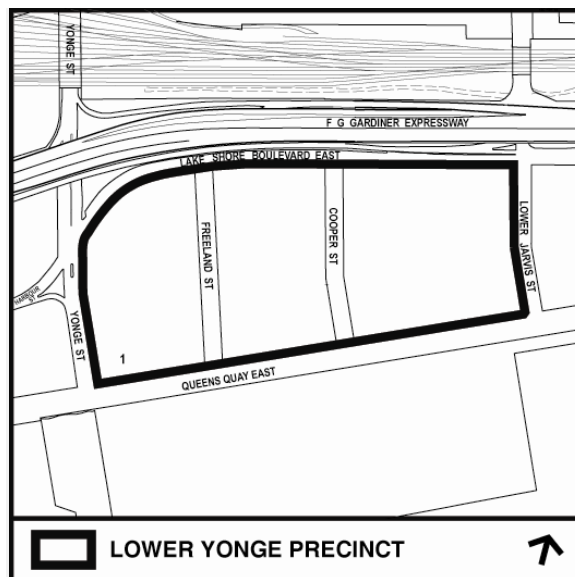 YONGE ST
F G GARDINER EXPRESSWAY
LAKE SHORE BOULEVARD EAST
FREELAND ST
COOPER ST
LOWER JARVIS ST
HARBOUR
ST
YONGE ST
1
QUEENS QUAY EAST
LOWER YONGE PRECINCT